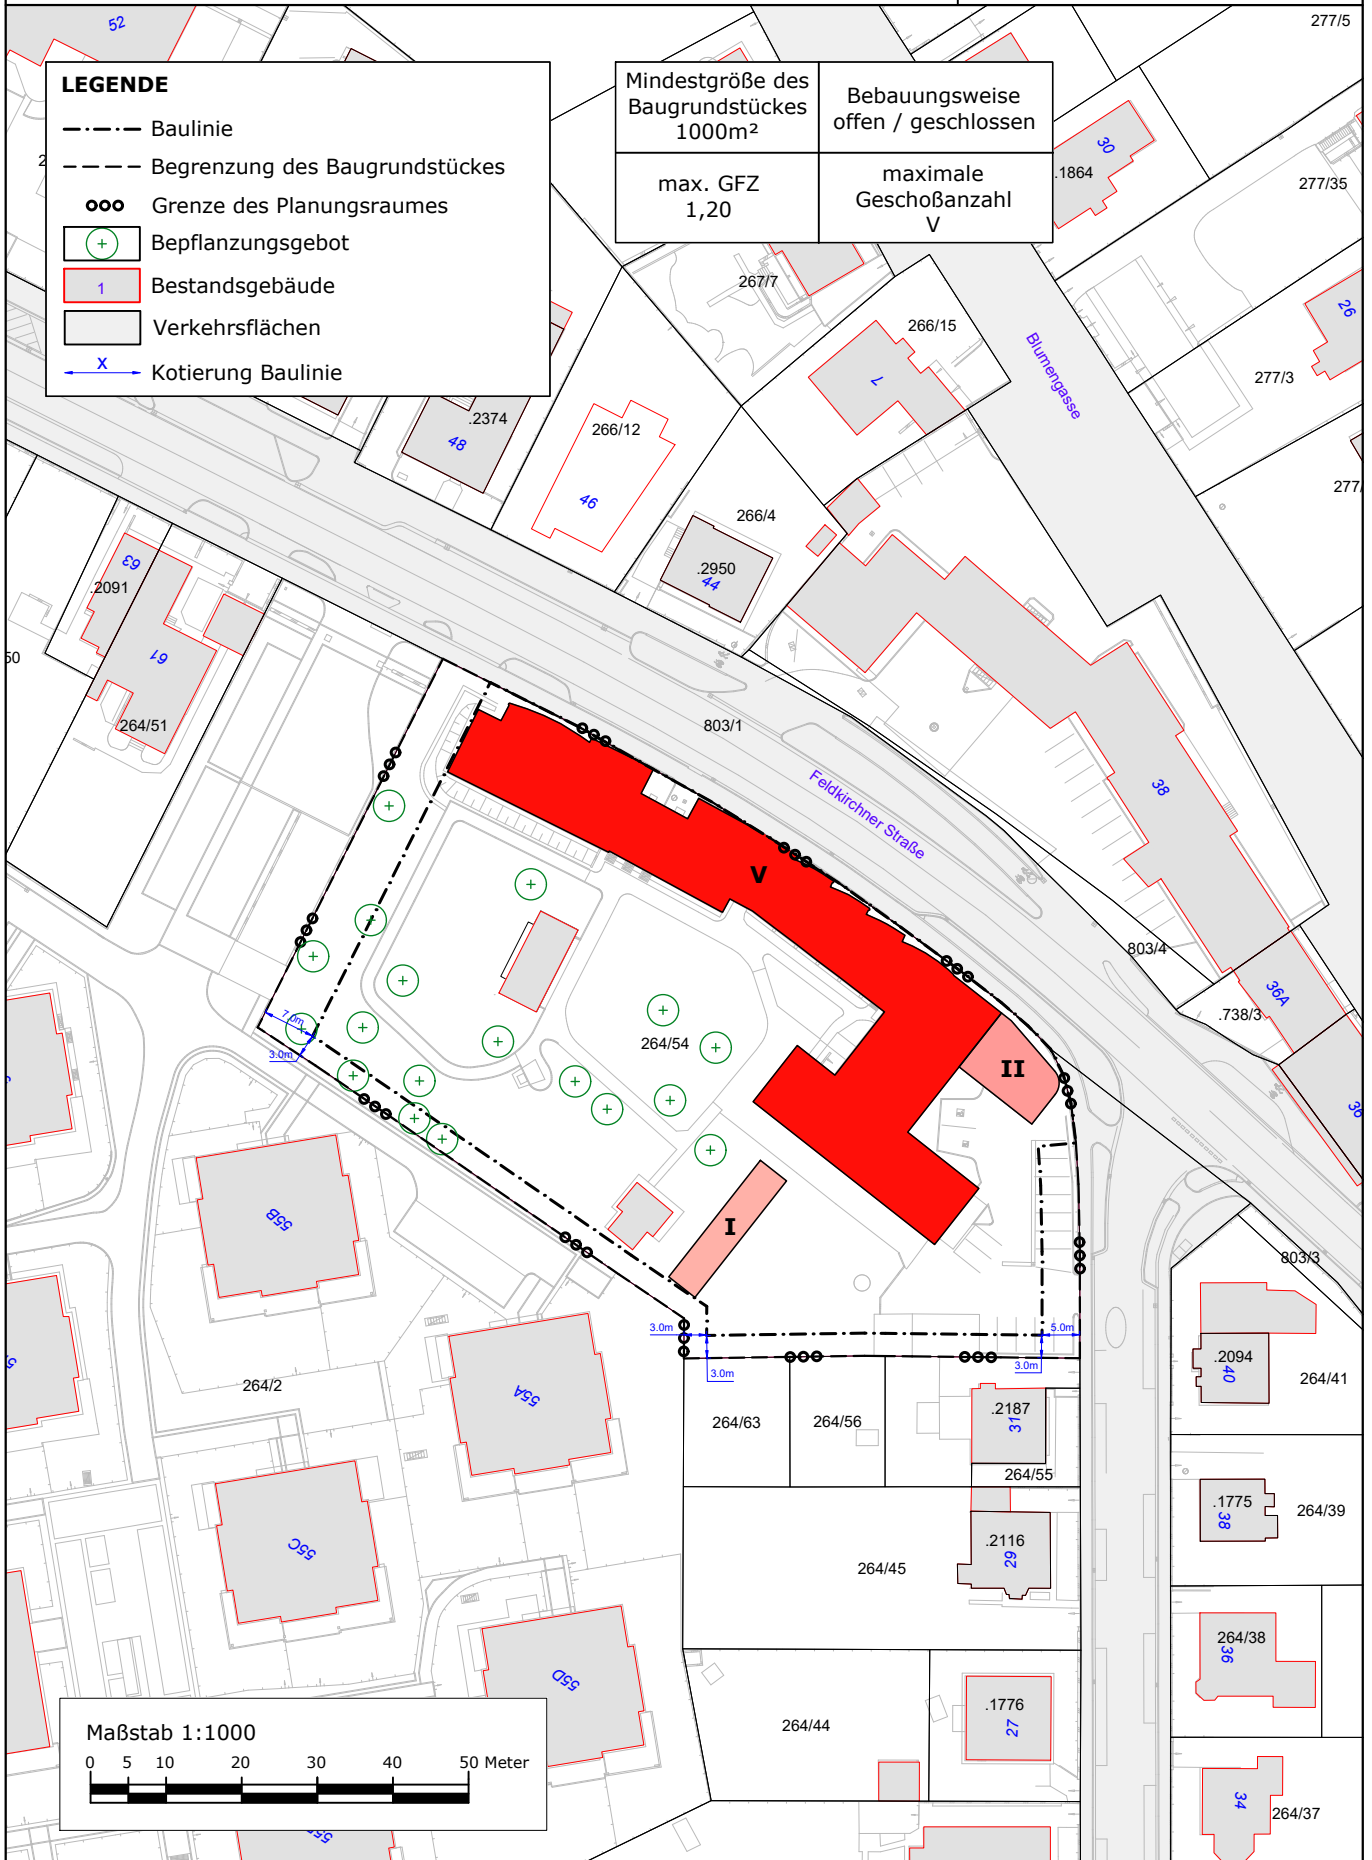 LEGENDE
Baulinie
Begrenzung des Baugrundstückes
Grenze des Planungsraumes
Bepflanzungsgebot
1
Bestandsgebäude
Verkehrsflächen
x
Kotierung Baulinie
Mindestgröße des
Baugrundstückes
1000m²
Bebauungsweise
offen / geschlossen
max. GFZ
1,20
maximale
Geschoßanzahl
V
52
277/5
30
.1864
277/35
267/7
266/15
7
26
277/3
Blumengasse
.2374
48
266/12
46
266/4
.2950
44
277/
63
.2091
61
264/51
50
803/1
Feldkirchner Straße
38
V
803/4
36A
.738/3
36
7.0m
3.0m
264/54
II
I
55B
803/3
3.0m
5.0m
3.0m
3.0m
264/2
55A
.2094
40
264/41
264/63
264/56
.2187
31
264/55
55C
.1775
38
264/39
.2116
29
264/45
264/38
36
55D
264/44
.1776
27
34
264/37
Maßstab 1:1000
0 5 10 20 30 40 50 Meter